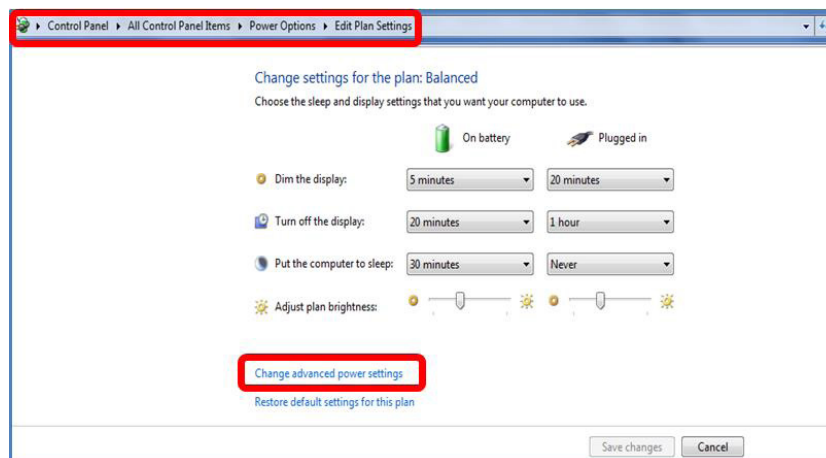 Control Panel ▸ All Control Panel Items ▸ Power Options ▸ Edit Plan Settings
Change settings for the plan: Balanced
Choose the sleep and display settings that you want your computer to use.
On battery Plugged in
Dim the display: 5 minutes 20 minutes
Turn off the display: 20 minutes 1 hour
Put the computer to sleep: 30 minutes Never
Adjust plan brightness:
Change advanced power settings
Restore default settings for this plan
Save changes Cancel